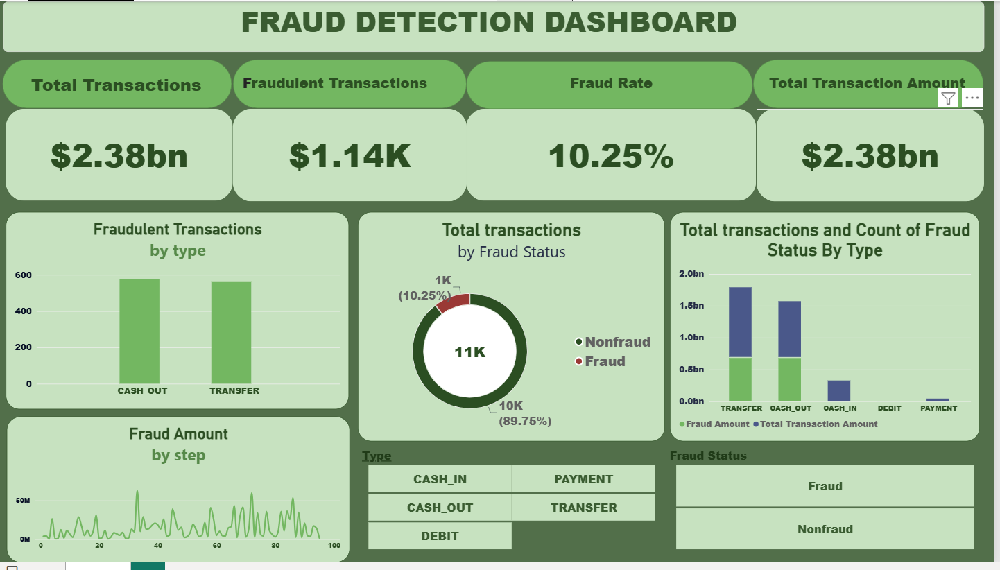 FRAUD DETECTION DASHBOARD
Total Transactions
Fraudulent Transactions
Fraud Rate
Total Transaction Amount
$2.38bn
$1.14K
10.25%
$2.38bn
Fraudulent Transactions
by type
600
400
200
0
CASH_OUT
TRANSFER
Total transactions
by Fraud Status
1K
(10.25%)
11K
10K
(89.75%)
Nonfraud
Fraud
Total transactions and Count of Fraud
Status By Type
2.0bn
1.5bn
1.0bn
0.5bn
0.0bn
TRANSFER
CASH_OUT
CASH_IN
DEBIT
PAYMENT
Fraud Amount
Total Transaction Amount
Fraud Amount
by step
50M
0M
0
20
40
60
80
100
Type
CASH_IN
PAYMENT
CASH_OUT
TRANSFER
DEBIT
Fraud Status
Fraud
Nonfraud